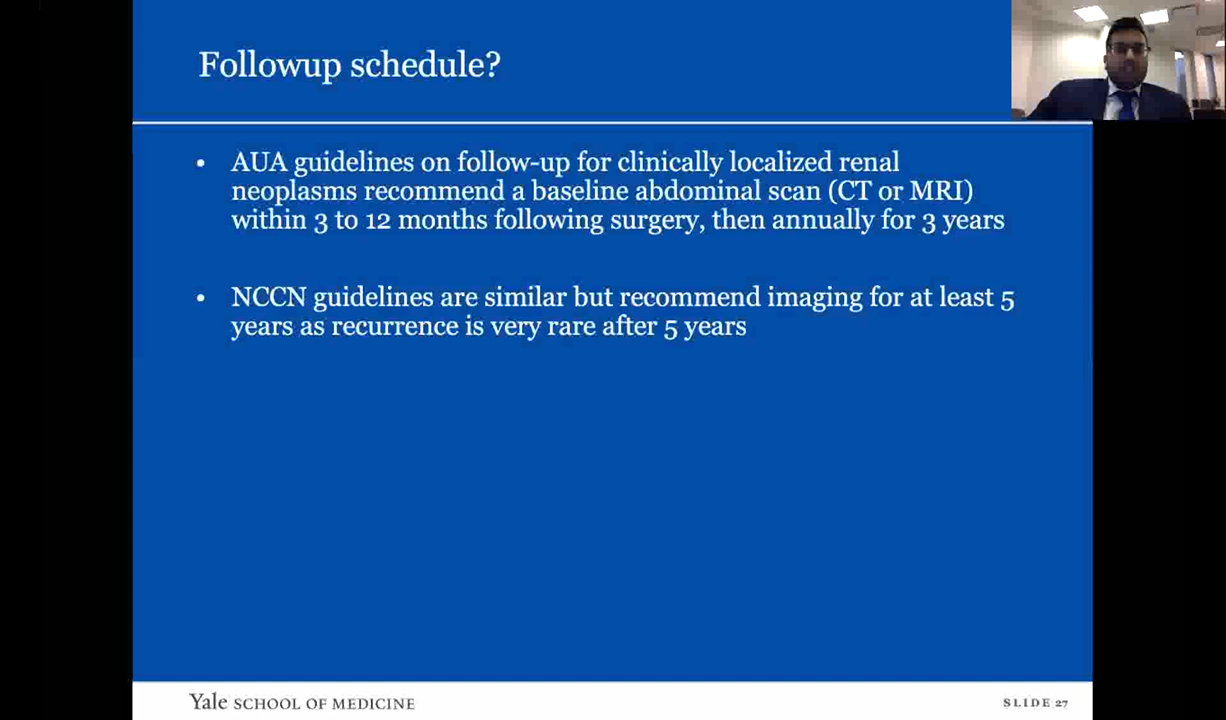 Followup schedule?
• AUA guidelines on follow-up for clinically localized renal
neoplasms recommend a baseline abdominal scan (CT or MRI)
within 3 to 12 months following surgery, then annually for 3 years
• NCCN guidelines are similar but recommend imaging for at least 5
years as recurrence is very rare after 5 years
Yale SCHOOL OF MEDICINE
SLIDE 27